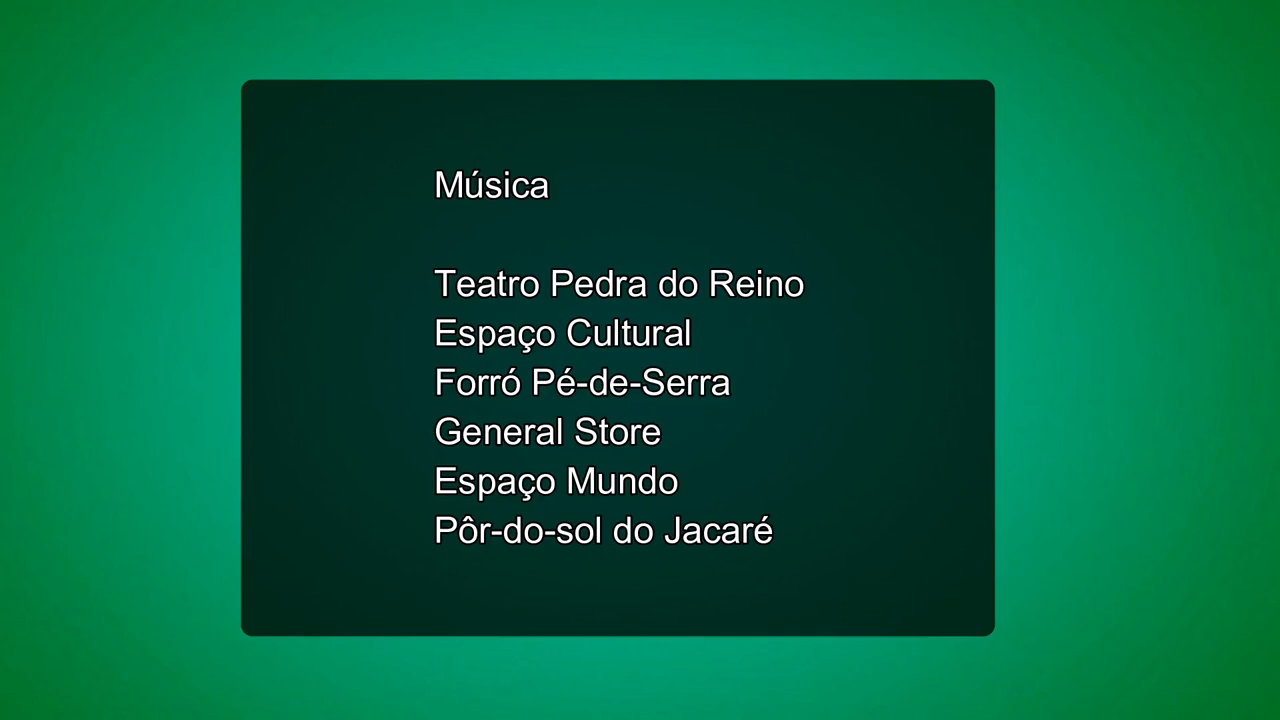 Música
Teatro Pedra do Reino
Espaço Cultural
Forró Pé-de-Serra
General Store
Espaço Mundo
Pôr-do-sol do Jacaré